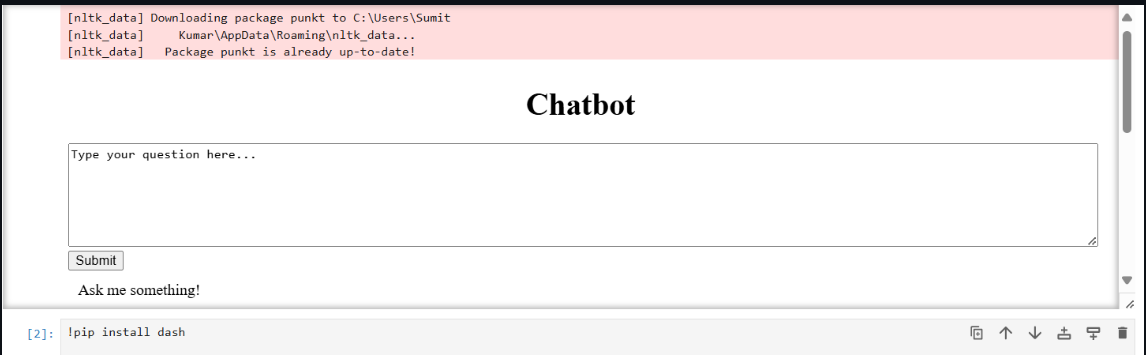 [nltk_data] Downloading package punkt to C:\Users\Sumit
[nltk_data]     Kumar\AppData\Roaming\nltk_data...
[nltk_data]   Package punkt is already up-to-date!
Chatbot
Type your question here...
Submit
Ask me something!
[2]: !pip install dash